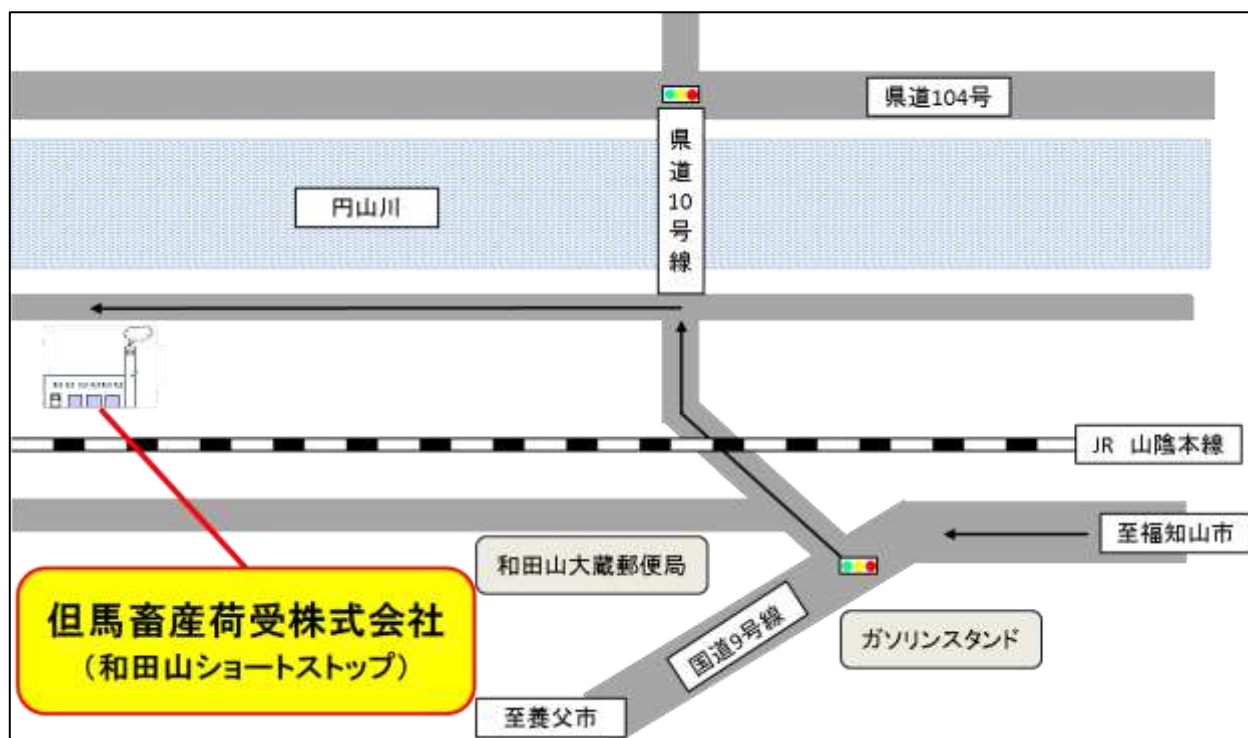 県道104号
県道10号線
円山川
JR 山陰本線
至福知山市
和田山大蔵郵便局
ガソリンスタンド
国道9号線
至養父市
但馬畜産荷受株式会社
(和田山ショートストップ)